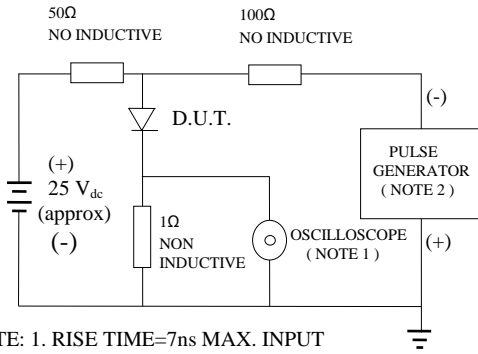 50Ω
NO INDUCTIVE
100Ω
NO INDUCTIVE
D.U.T.
(-)
PULSE
GENERATOR
( NOTE 2 )
(+)
(+)
25 Vdc
(approx)
(-)
1Ω
NON
INDUCTIVE
OSCILLOSCOPE
( NOTE 1 )
TE: 1. RISE TIME=7ns MAX. INPUT